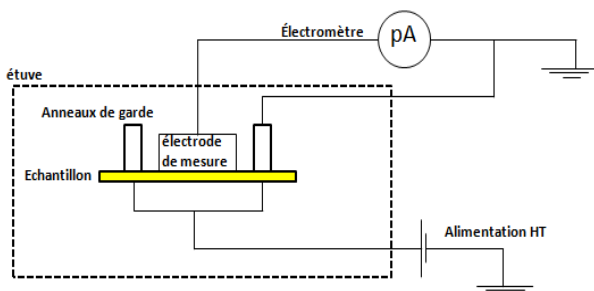 Électromètre
pA
étuve
Anneaux de garde
électrode
de mesure
Echantillon
Alimentation HT